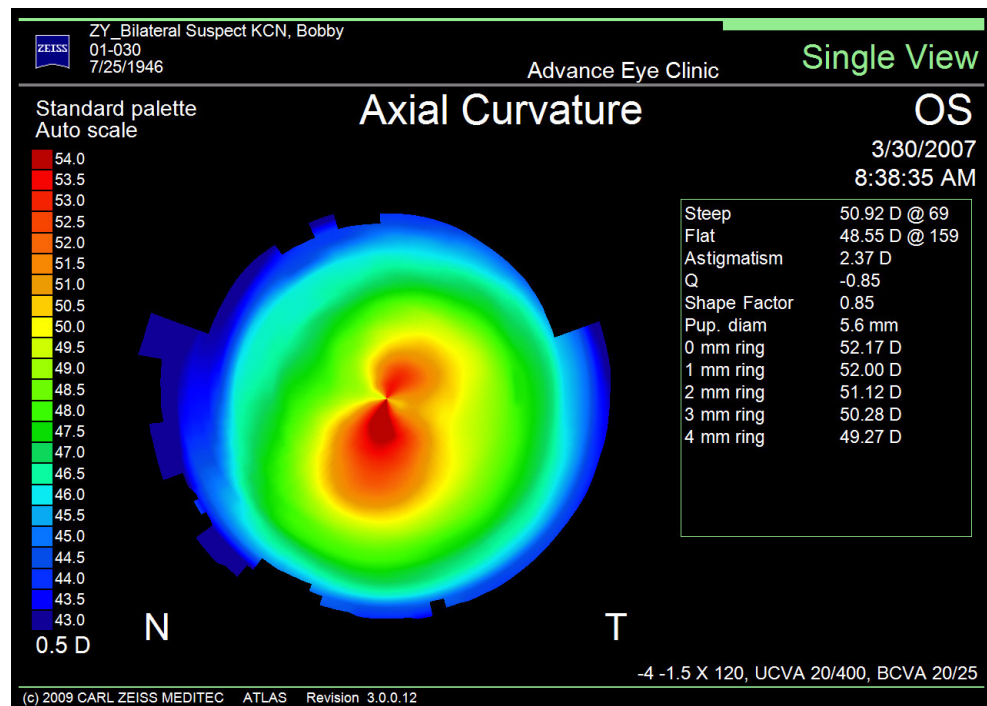 ZEISS
ZY_Bilateral Suspect KCN, Bobby
01-030
7/25/1946
Advance Eye Clinic
Single View
Standard palette
Auto scale
Axial Curvature
OS
3/30/2007
8:38:35 AM
54.0
53.5
53.0
52.5
52.0
51.5
51.0
50.5
50.0
49.5
49.0
48.5
48.0
47.5
47.0
46.5
46.0
45.5
45.0
44.5
44.0
43.5
43.0
0.5 D
N
T
Steep 50.92 D @ 69
Flat 48.55 D @ 159
Astigmatism 2.37 D
Q -0.85
Shape Factor 0.85
Pup. diam 5.6 mm
0 mm ring 52.17 D
1 mm ring 52.00 D
2 mm ring 51.12 D
3 mm ring 50.28 D
4 mm ring 49.27 D
-4 -1.5 X 120, UCVA 20/400, BCVA 20/25
(c) 2009 CARL ZEISS MEDITEC ATLAS Revision 3.0.0.12